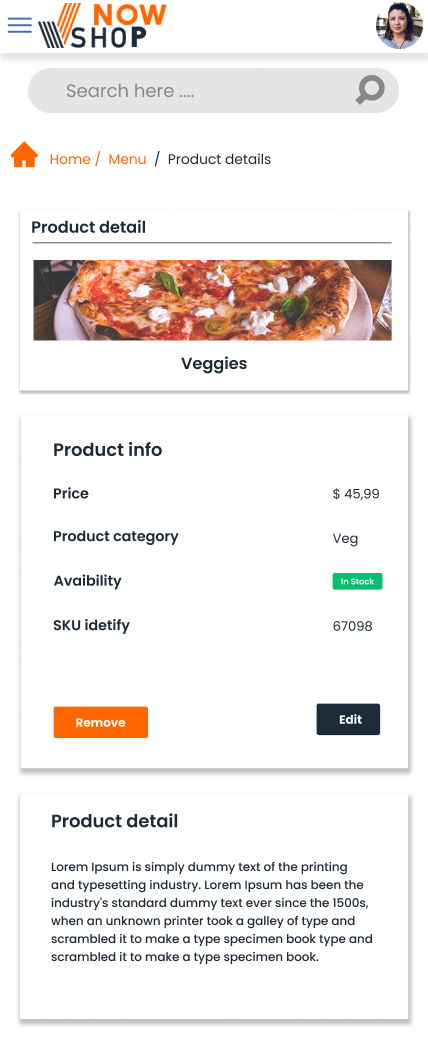 NOW
SHOP
Search here ....
Home / Menu / Product details
Product detail
Veggies
Product info
Price $ 45,99
Product category Veg
Avaibility In Stock
SKU idetify 67098
Remove Edit
Product detail
Lorem Ipsum is simply dummy text of the printing
and typesetting industry. Lorem Ipsum has been the
industry's standard dummy text ever since the 1500s,
when an unknown printer took a galley of type and
scrambled it to make a type specimen book type and
scrambled it to make a type specimen book.